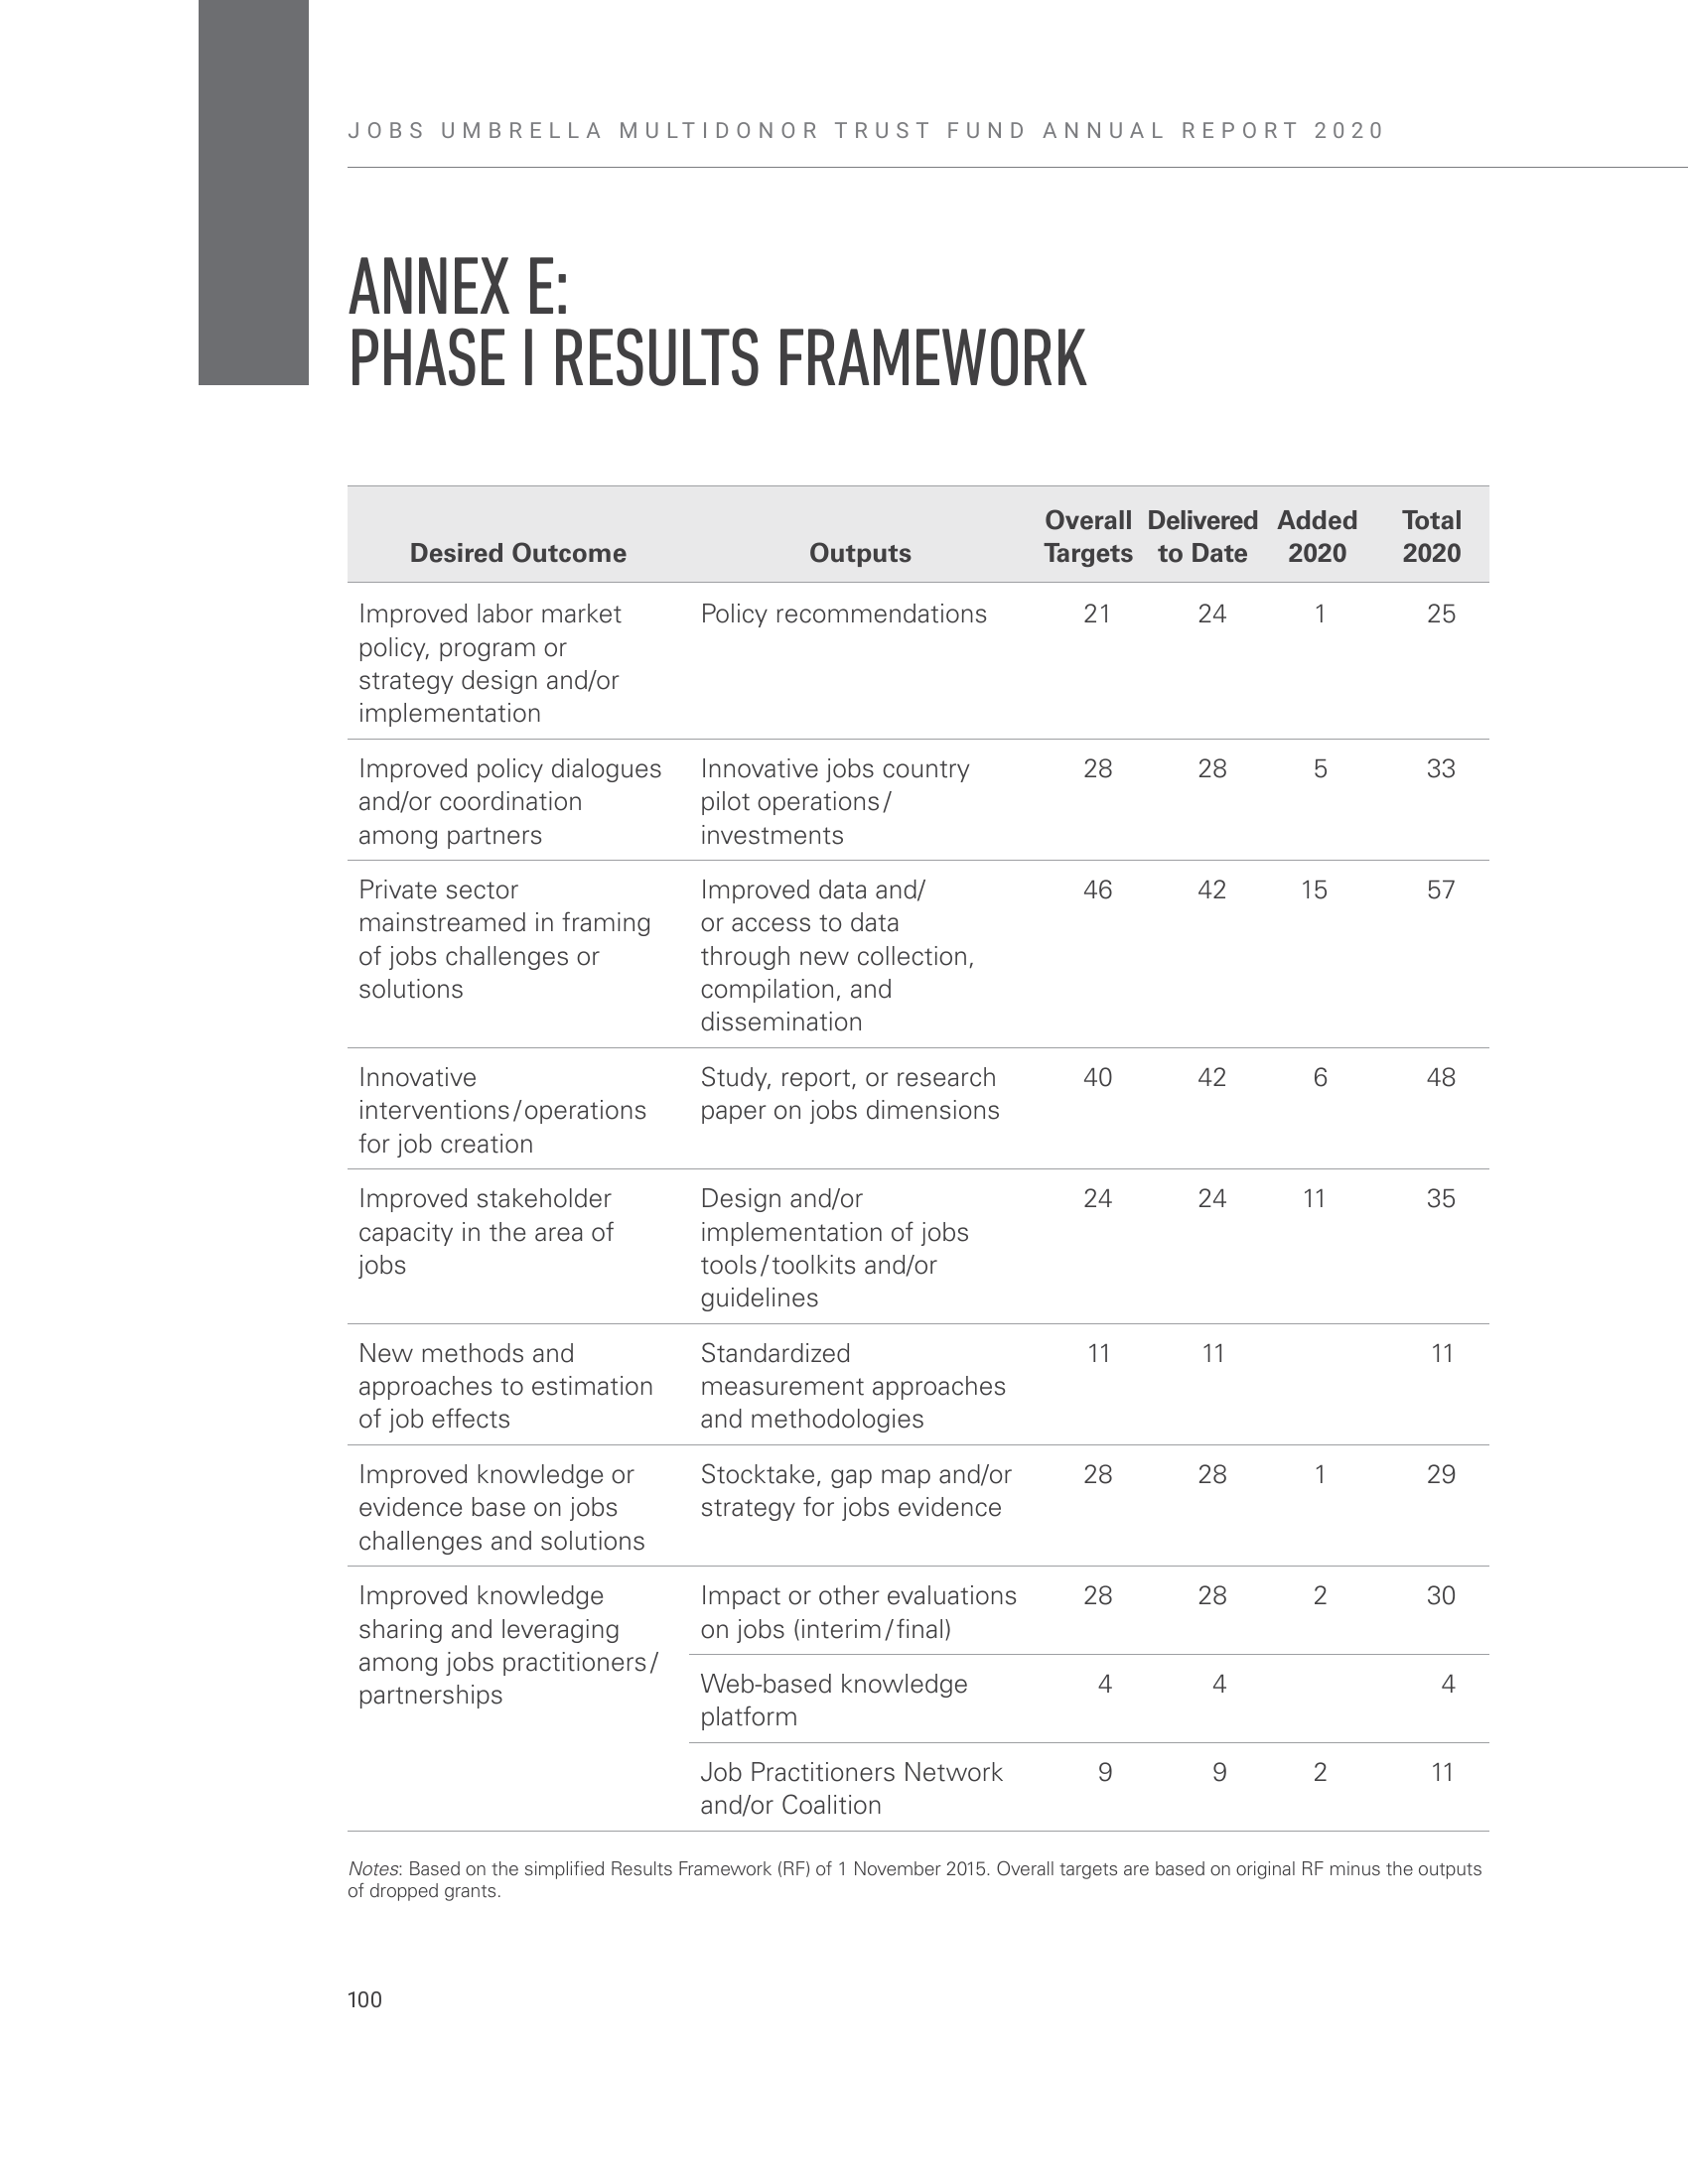 JOBS UMBRELLA MULTIDONOR TRUST FUND ANNUAL REPORT 2020
ANNEX E:
PHASE I RESULTS FRAMEWORK
Desired Outcome Outputs Overall Targets Delivered to Date Added 2020 Total 2020
Improved labor market Policy recommendations 21 24 1 25
policy, program or
strategy design and/or
implementation
Improved policy dialogues Innovative jobs country 28 28 5 33
and/or coordination pilot operations/
among partners investments
Private sector Improved data and/ 46 42 15 57
mainstreamed in framing or access to data
of jobs challenges or through new collection,
solutions compilation, and
dissemination
Innovative Study, report, or research 40 42 6 48
interventions/operations paper on jobs dimensions
for job creation
Improved stakeholder Design and/or 24 24 11 35
capacity in the area of implementation of jobs
jobs tools/toolkits and/or
guidelines
New methods and Standardized 11 11 11
approaches to estimation measurement approaches
of job effects and methodologies
Improved knowledge or Stocktake, gap map and/or 28 28 1 29
evidence base on jobs strategy for jobs evidence
challenges and solutions
Improved knowledge Impact or other evaluations 28 28 2 30
sharing and leveraging on jobs (interim/final)
among jobs practitioners/
partnerships
Web-based knowledge 4 4 4
platform
Job Practitioners Network 9 9 2 11
and/or Coalition
Notes: Based on the simplified Results Framework (RF) of 1 November 2015. Overall targets are based on original RF minus the outputs
of dropped grants.
100